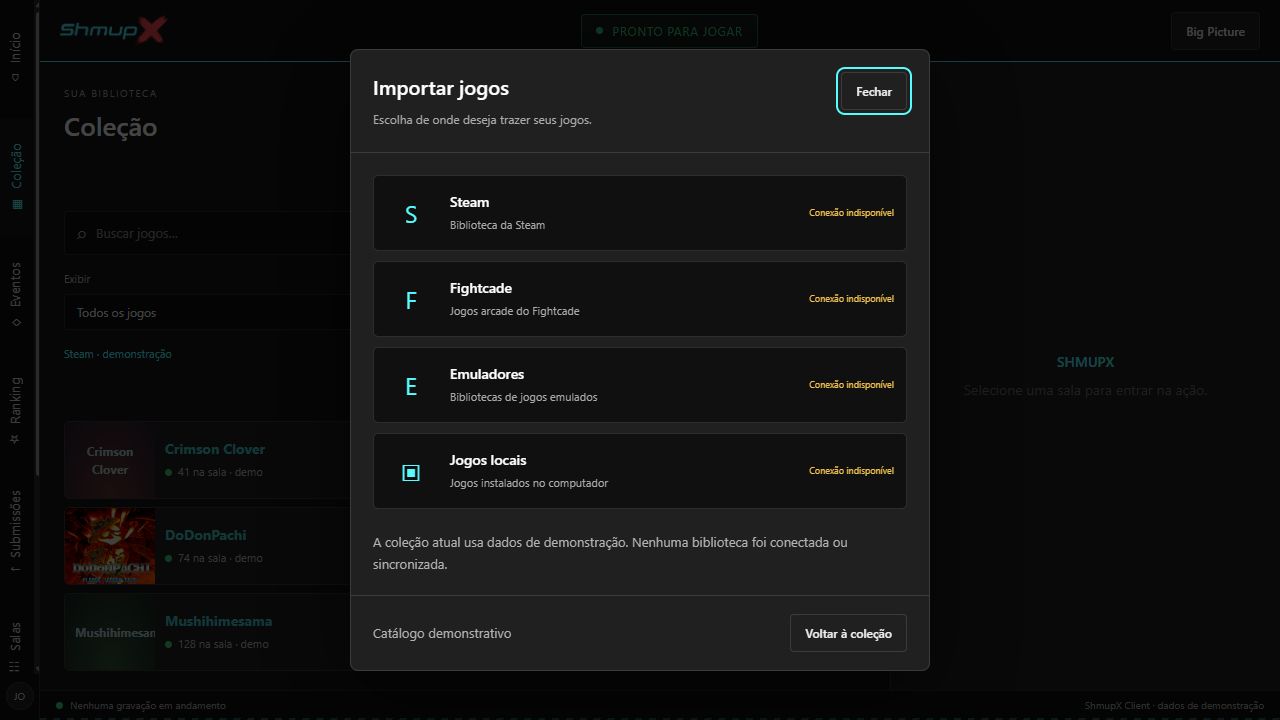 Início
Coleção
Eventos
Ranking
Submissões
Salas
JO
ShmupX
PRONTO PARA JOGAR
Big Picture
SUA BIBLIOTECA
Coleção
Buscar jogos...
Exibir
Todos os jogos
Steam · demonstração
Crimson Clover
Crimson Clover
41 na sala · demo
DoDonPachi
DoDonPachi
74 na sala · demo
Mushihimesam
Mushihimesama
128 na sala · demo
Importar jogos
Fechar
Escolha de onde deseja trazer seus jogos.
S
Steam
Biblioteca da Steam
Conexão indisponível
F
Fightcade
Jogos arcade do Fightcade
Conexão indisponível
E
Emuladores
Bibliotecas de jogos emulados
Conexão indisponível
Jogos locais
Jogos instalados no computador
Conexão indisponível
A coleção atual usa dados de demonstração. Nenhuma biblioteca foi conectada ou
sincronizada.
Catálogo demonstrativo
Voltar à coleção
SHMUPX
Selecione uma sala para entrar na ação.
Nenhuma gravação em andamento
ShmupX Client · dados de demonstração